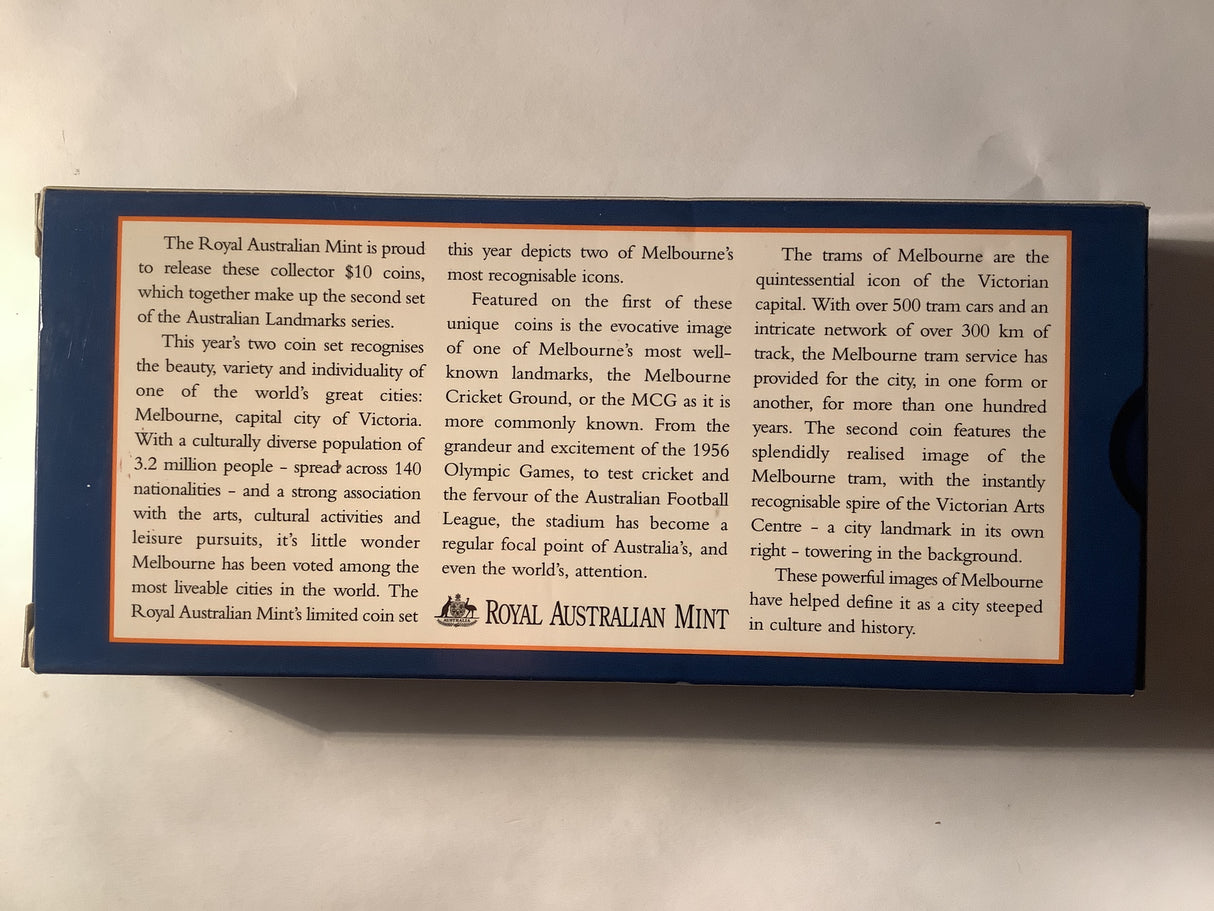 The Royal Australian Mint is proud
to release these collector $10 coins,
which together make up the second set
of the Australian Landmarks series.
This year's two coin set recognises
the beauty, variety and individuality of
one of the world's great cities:
Melbourne, capital city of Victoria.
With a culturally diverse population of
3.2 million people – spread across 140
nationalities – and a strong association
with the arts, cultural activities and
leisure pursuits, it's little wonder
Melbourne has been voted among the
most liveable cities in the world. The
Royal Australian Mint's limited coin set
this year depicts two of Melbourne's
most recognisable icons.
Featured on the first of these
unique coins is the evocative image
of one of Melbourne's most well-
known landmarks, the Melbourne
Cricket Ground, or the MCG as it is
more commonly known. From the
grandeur and excitement of the 1956
Olympic Games, to test cricket and
the fervour of the Australian Football
League, the stadium has become a
regular focal point of Australia's, and
even the world's, attention.
AUSTRALIA
ROYAL AUSTRALIAN MINT
The trams of Melbourne are the
quintessential icon of the Victorian
capital. With over 500 tram cars and an
intricate network of over 300 km of
track, the Melbourne tram service has
provided for the city, in one form or
another, for more than one hundred
years. The second coin features the
splendidly realised image of the
Melbourne tram, with the instantly
recognisable spire of the Victorian Arts
Centre – a city landmark in its own
right – towering in the background.
These powerful images of Melbourne
have helped define it as a city steeped
in culture and history.